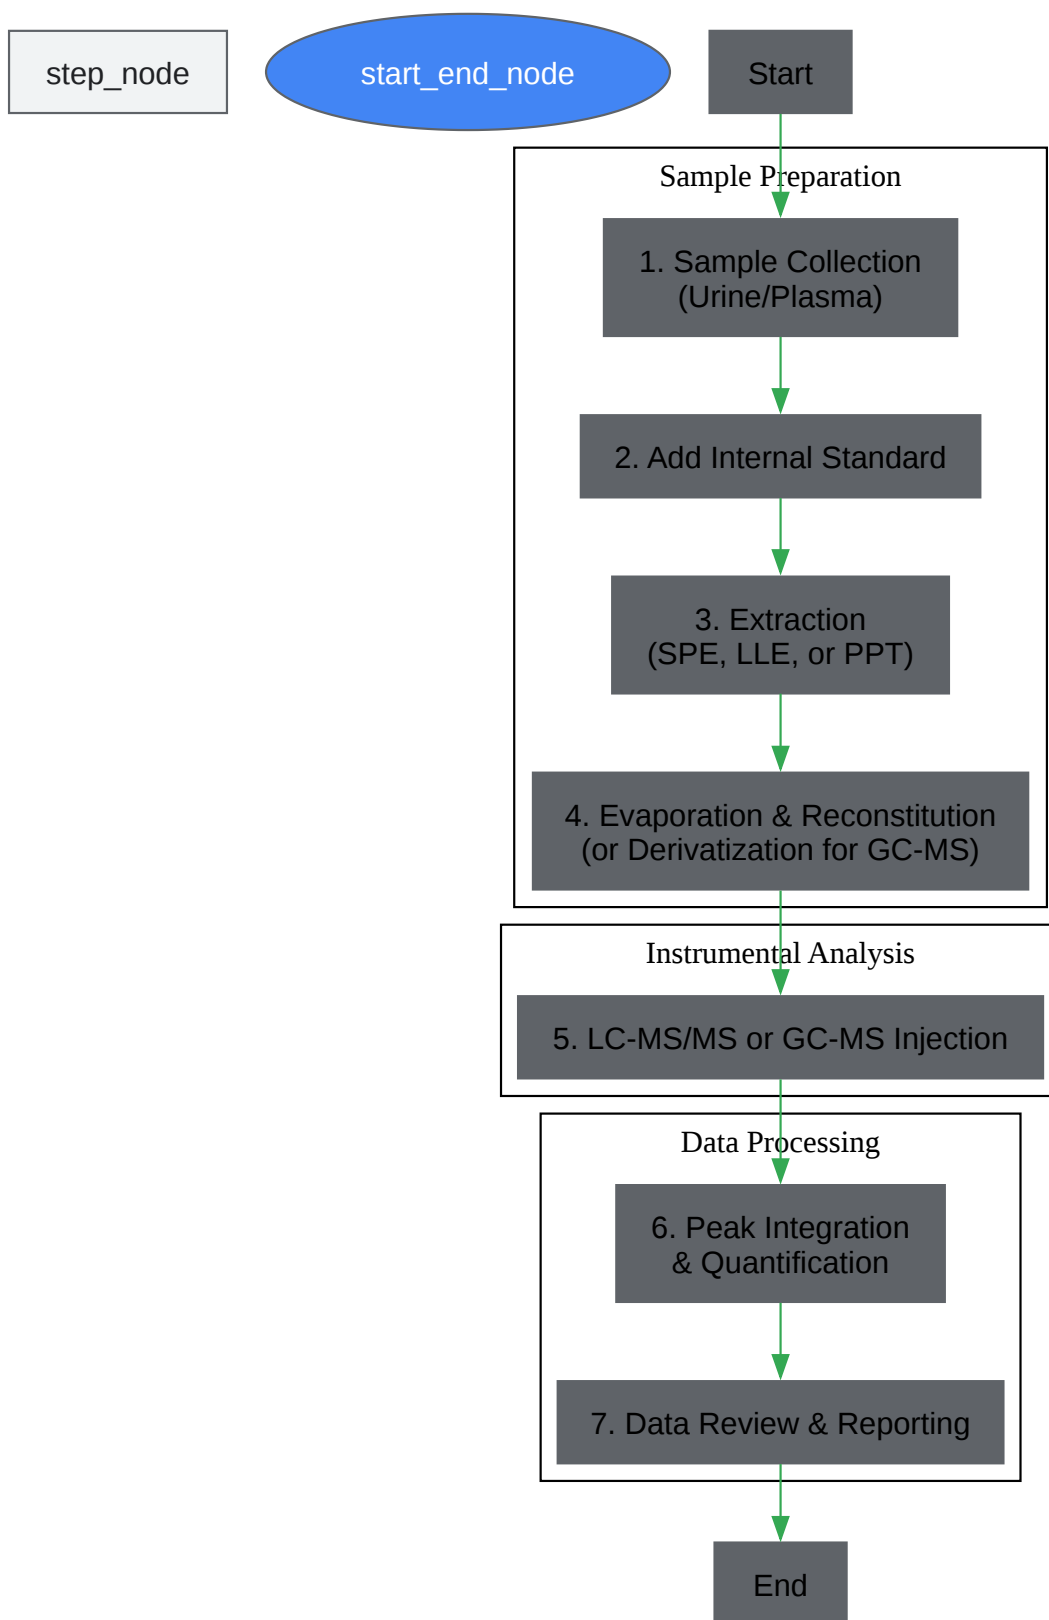 step_node
start_end_node
Start
Sample Preparation
1. Sample Collection
(Urine/Plasma)
2. Add Internal Standard
3. Extraction
(SPE, LLE, or PPT)
4. Evaporation & Reconstitution
(or Derivatization for GC-MS)
Instrumental Analysis
5. LC-MS/MS or GC-MS Injection
Data Processing
6. Peak Integration
& Quantification
7. Data Review & Reporting
End